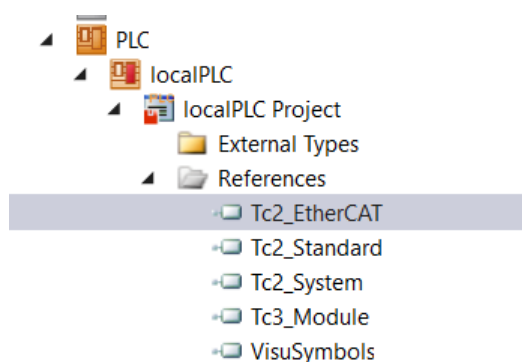 PLC
localPLC
localPLC Project
External Types
References
Tc2_EtherCAT
Tc2_Standard
Tc2_System
Tc3_Module
VisuSymbols